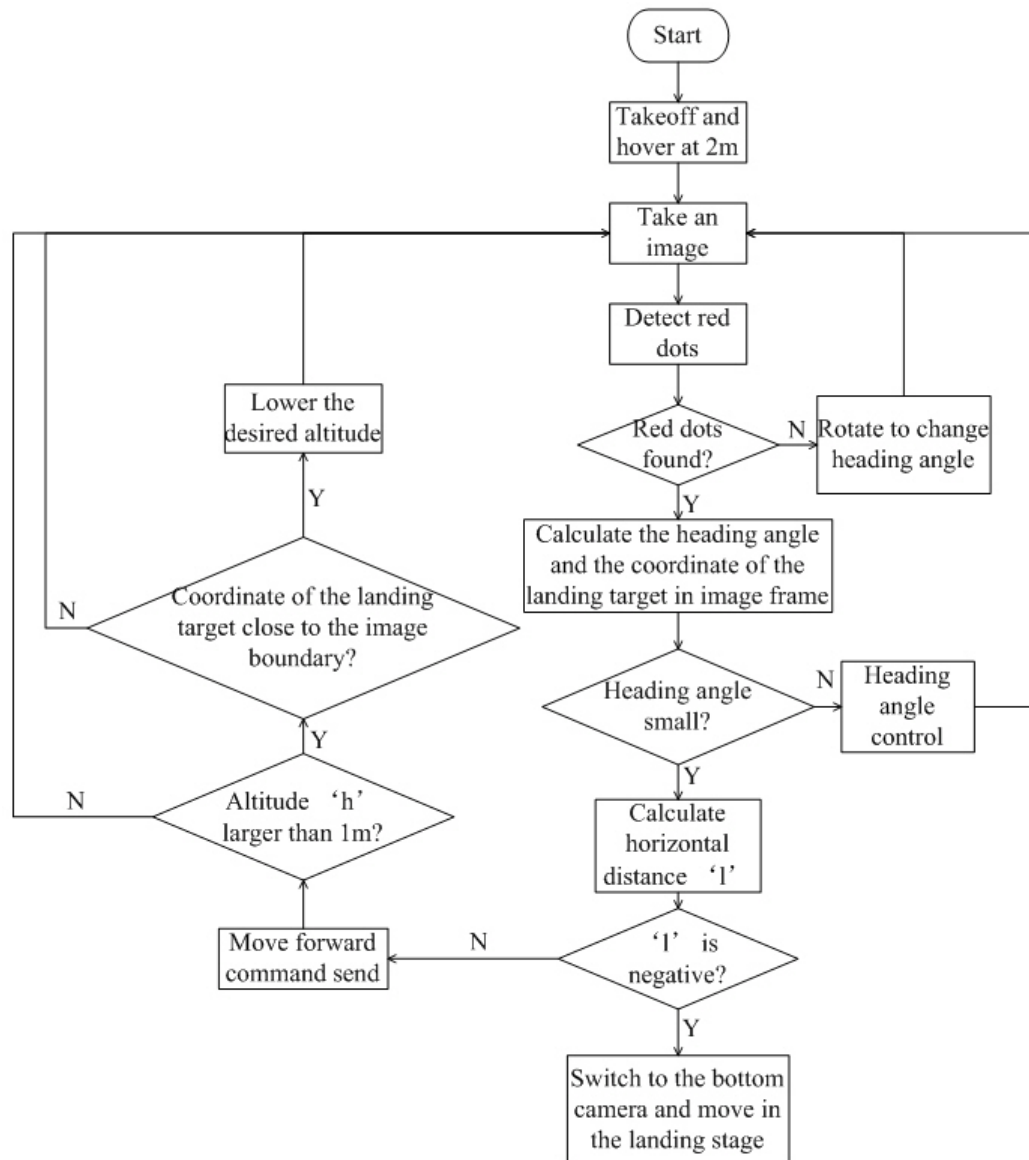 Start
Takeoff and
hover at 2m
Take an
image
Detect red
dots
Lower the
desired altitude
Red dots
found?
N
Rotate to change
heading angle
Y
Y
Calculate the heading angle
and the coordinate of the
landing target in image frame
Coordinate of the landing
target close to the image
boundary?
N
Heading angle
small?
N
Heading
angle
control
Y
Y
Altitude ‘h’
larger than 1m?
N
Calculate
horizontal
distance ‘l’
Move forward
command send
N
‘l’ is
negative?
Y
Switch to the bottom
camera and move in
the landing stage